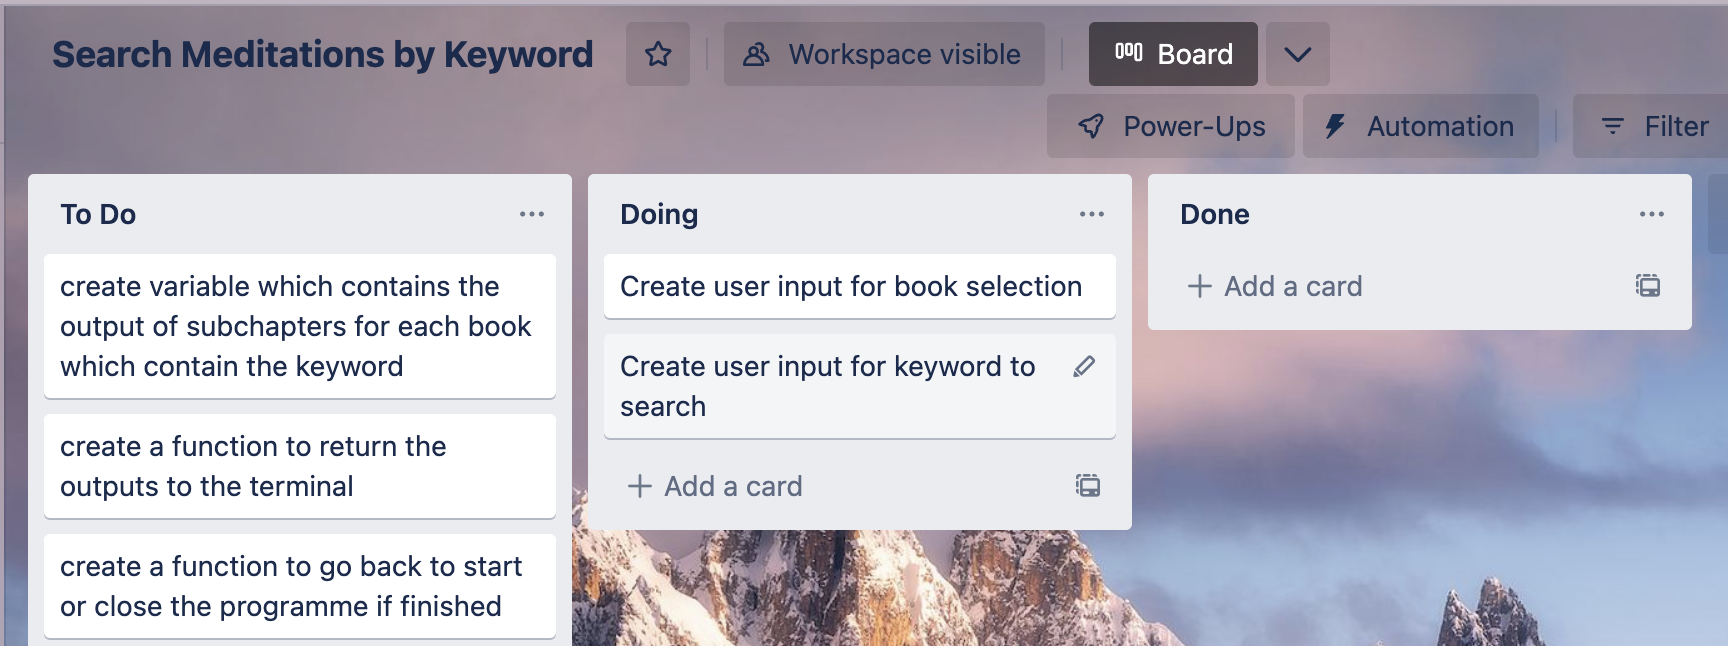 Search Meditations by Keyword
Workspace visible
Board
Power-Ups
Automation
Filter
To Do
create variable which contains the
output of subchapters for each book
which contain the keyword
create a function to return the
outputs to the terminal
create a function to go back to start
or close the programme if finished
Doing
Create user input for book selection
Create user input for keyword to
search
Add a card
Done
Add a card